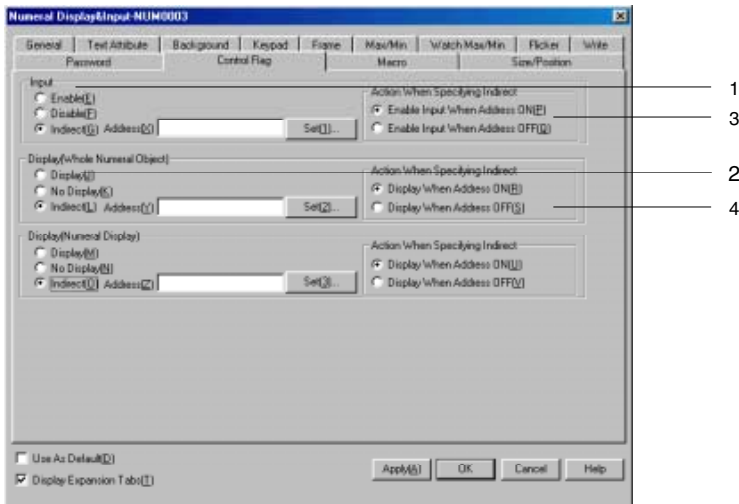 Numeral Display&Input-NUM0003
General Text Attribute Background Keypad Frame Max/Min Watch Max/Min Flicker Write
Password Control Flag Macro Size/Position
Input
Enable(E)
Disable(F)
Indirect(G) Address(X) Set(1)...
Action When Specifying Indirect
Enable Input When Address ON(P)
Enable Input When Address OFF(Q)
1
3
Display(Whole Numeral Object)
Display(J)
No Display(K)
Indirect(L) Address(Y) Set(2)...
Action When Specifying Indirect
Display When Address ON(R)
Display When Address OFF(S)
2
4
Display(Numeral Display)
Display(M)
No Display(N)
Indirect(O) Address(Z) Set(3)...
Action When Specifying Indirect
Display When Address ON(U)
Display When Address OFF(V)
Use As Default(D)
Display Expansion Tabs(T)
Apply(A) OK Cancel Help